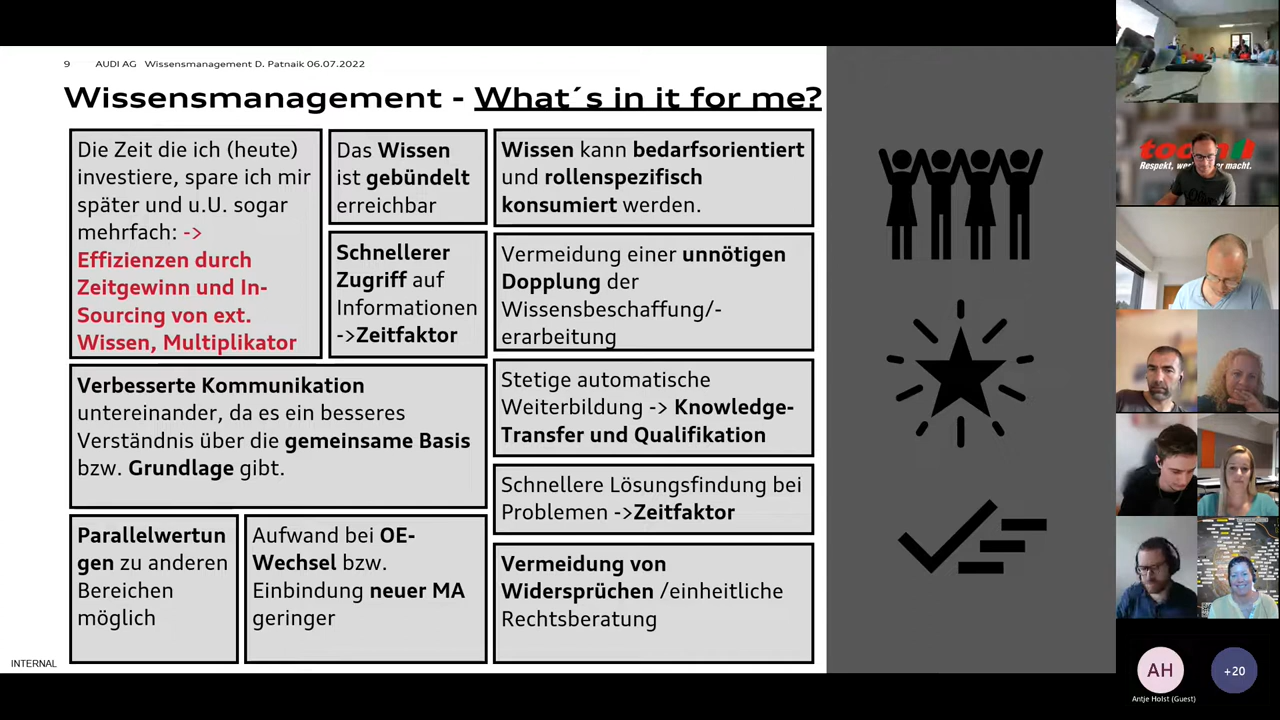 9 AUDI AG Wissensmanagement D. Patnaik 06.07.2022
Wissensmanagement - What´s in it for me?
Die Zeit die ich (heute)
investiere, spare ich mir
später und u.U. sogar
mehrfach: ->
Effizienzen durch
Zeitgewinn und In-
Sourcing von ext.
Wissen, Multiplikator
Das Wissen
ist gebündelt
erreichbar
Wissen kann bedarfsorientiert
und rollenspezifisch
konsumiert werden.
Schnellerer
Zugriff auf
Informationen
->Zeitfaktor
Vermeidung einer unnötigen
Dopplung der
Wissensbeschaffung/-
erarbeitung
Verbesserte Kommunikation
untereinander, da es ein besseres
Verständnis über die gemeinsame Basis
bzw. Grundlage gibt.
Stetige automatische
Weiterbildung -> Knowledge-
Transfer und Qualifikation
Schnellere Lösungsfindung bei
Problemen ->Zeitfaktor
Parallelwertun
gen zu anderen
Bereichen
möglich
Aufwand bei OE-
Wechsel bzw.
Einbindung neuer MA
geringer
Vermeidung von
Widersprüchen /einheitliche
Rechtsberatung
INTERNAL
Respekt, macht.
AH
+20
Antje Holst (Guest)